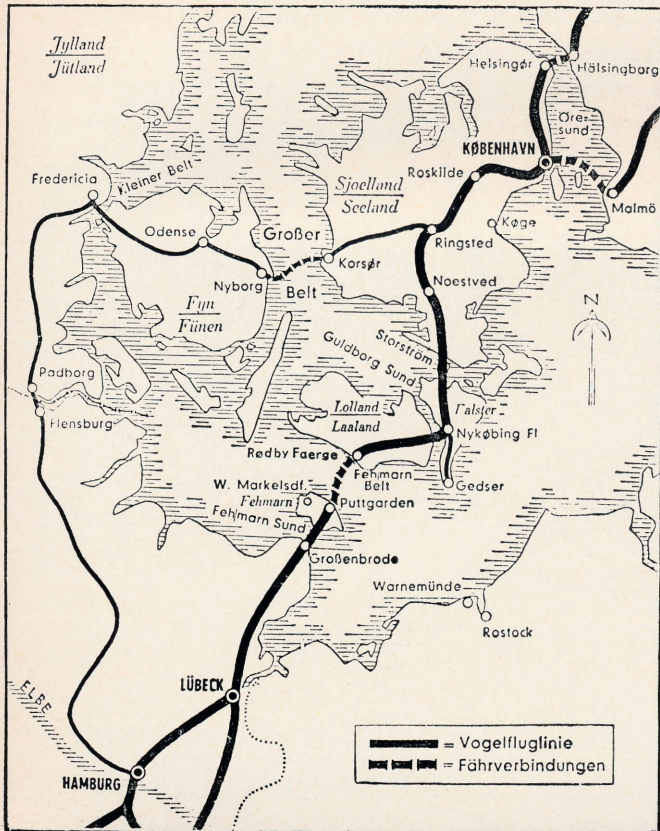 Jylland
Jütland
Helsingør
Hälsingborg
Öre-
sund
KØBENHAVN
Kleiner Belt
Fredericia
Roskilde
Malmö
Sjoelland
Seeland
Odense
Großer
Køge
Ringsted
Korsør
Nyborg
Belt
Noestved
Fyn
Fünen
N
Storström
Guldborg Sund
Padborg
Lolland
Laaland
Falster
Flensburg
Nykøbing Fl
Rødby Faerge
Fehmarn
Belt
Gedser
W. Markelsdf.
Fehmarn
Puttgarden
Fehmarn Sund
Großenbrode
Warnemünde
Rostock
LÜBECK
ELBE
= Vogelfluglinie
= Fährverbindungen
HAMBURG